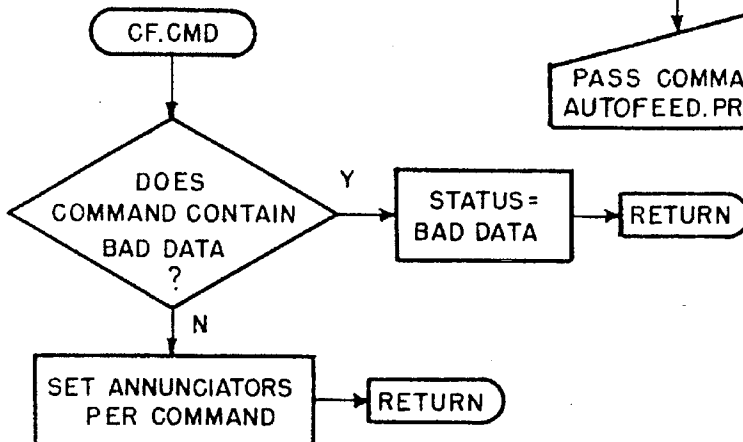 CF.CMD
PASS COMMA
AUTOFEED.PR
DOES
COMMAND CONTAIN
BAD DATA
?
Y
STATUS=
BAD DATA
RETURN
N
SET ANNUNCIATORS
PER COMMAND
RETURN